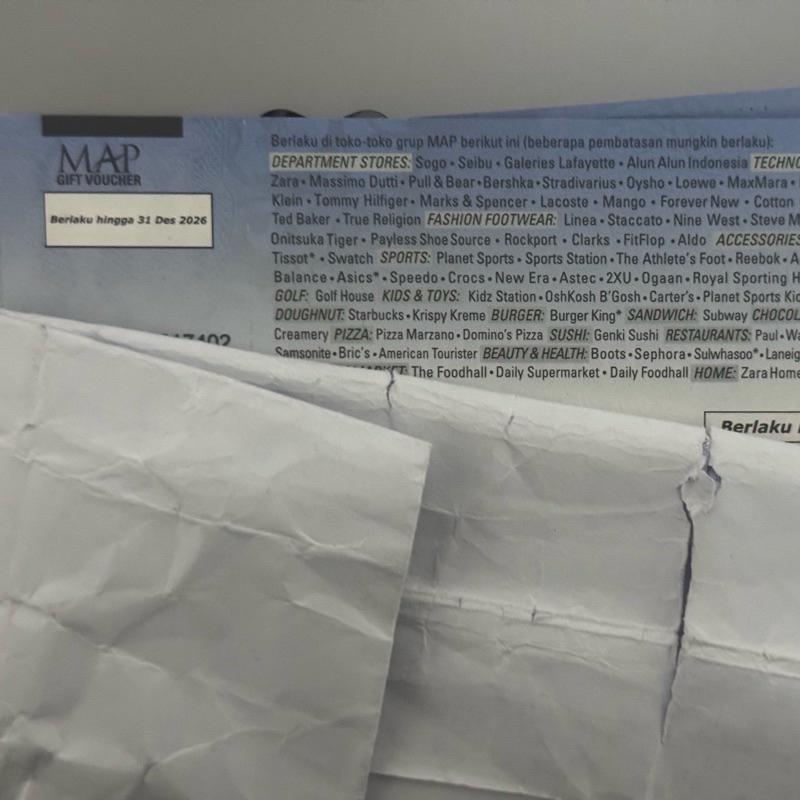 MAP
GIFT VOUCHER
Berlaku hingga 31 Des 2026
Berlaku di toko-toko grup MAP berikut ini (beberapa pembatasan mungkin berlaku):
DEPARTMENT STORES: Sogo • Seibu • Galeries Lafayette • Alun Alun Indonesia
Zara • Massimo Dutti • Pull & Bear • Bershka • Stradivarius • Oysho • Loewe • MaxMara •
Klein • Tommy Hilfiger • Marks & Spencer • Lacoste • Mango • Forever New • Cotton
Ted Baker • True Religion FASHION FOOTWEAR: Linea • Staccato • Nine West • Steve
Onitsuka Tiger • Payless Shoe Source • Rockport • Clarks • FitFlop • Aldo ACCESSORIES
Tissot* • Swatch SPORTS: Planet Sports • Sports Station • The Athlete's Foot • Reebok •
Balance • Asics* • Speedo • Crocs • New Era • Astec • 2XU • Ogaan • Royal Sporting
GOLF: Golf House KIDS & TOYS: Kidz Station • OshKosh B'Gosh • Carter's • Planet Sports
DOUGHNUT: Starbucks • Krispy Kreme BURGER: Burger King* SANDWICH: Subway
Creamery PIZZA: Pizza Marzano • Domino's Pizza SUSHI: Genki Sushi RESTAURANTS: Paul •
Samsonite • Bric's • American Tourister BEAUTY & HEALTH: Boots • Sephora • Sulwhasoo* •
The Foodhall • Daily Supermarket • Daily Foodhall HOME: Zara Home
Berlaku